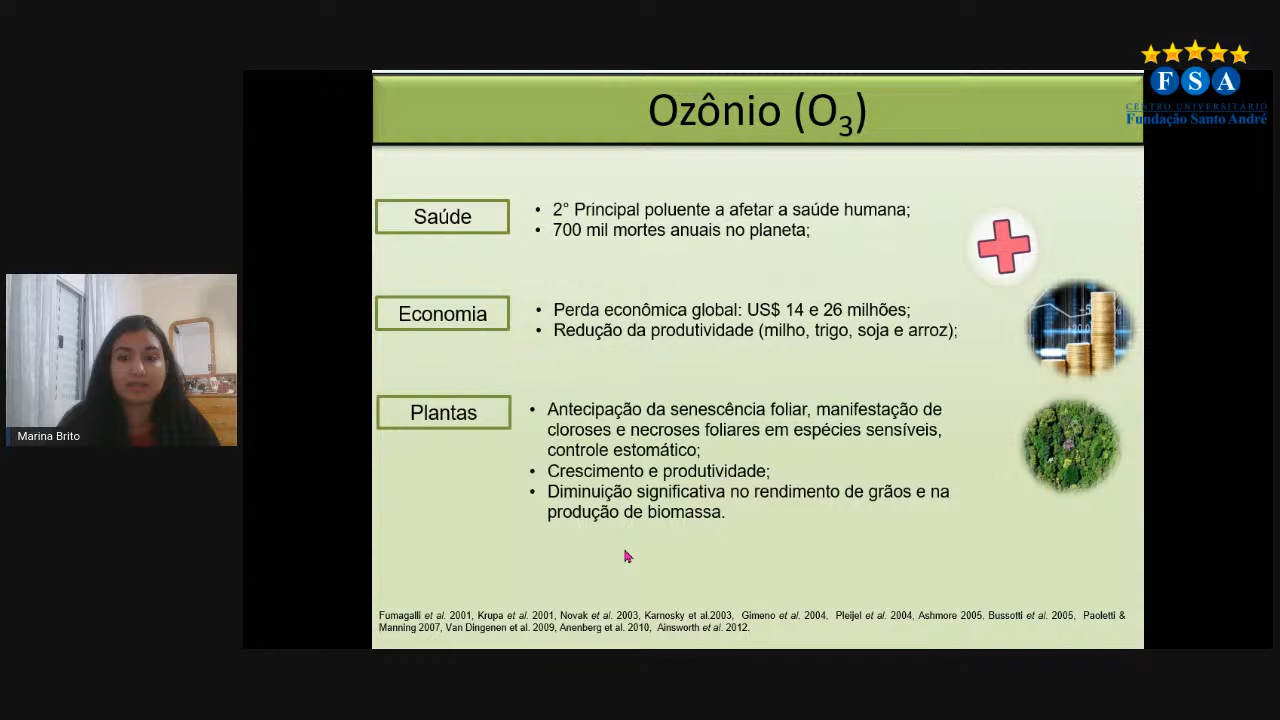 FSA
CENTRO UNIVERSITARIO
Fundação Santo André
Ozônio (O3)
Saúde
• 2° Principal poluente a afetar a saúde humana;
• 700 mil mortes anuais no planeta;
Economia
• Perda econômica global: US$ 14 e 26 milhões;
• Redução da produtividade (milho, trigo, soja e arroz);
Plantas
• Antecipação da senescência foliar, manifestação de
cloroses e necroses foliares em espécies sensíveis,
controle estomático;
• Crescimento e produtividade;
• Diminuição significativa no rendimento de grãos e na
produção de biomassa.
Marina Brito
Fumagalli et al. 2001, Krupa et al. 2001, Novak et al. 2003, Karnosky et al.2003, Gimeno et al. 2004, Pleijel et al. 2004, Ashmore 2005, Bussotti et al. 2005, Paoletti &
Manning 2007, Van Dingenen et al. 2009, Anenberg et al. 2010, Ainsworth et al. 2012.